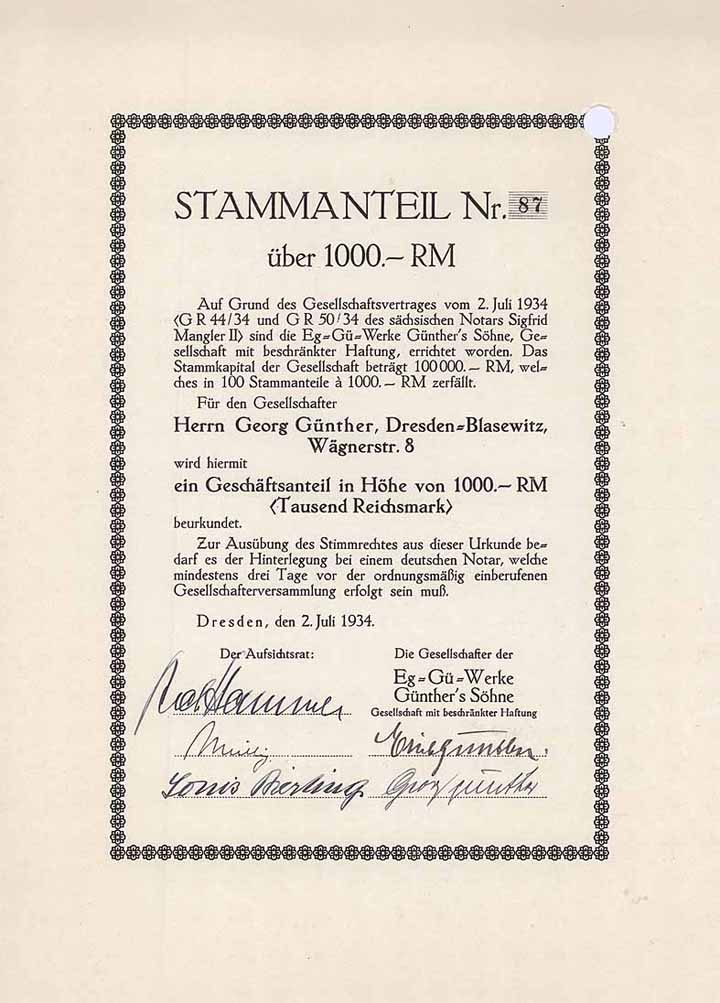 STAMMANTEIL Nr. 87
über 1000.— RM
Auf Grund des Gesellschaftsvertrages vom 2. Juli 1934
(G R 44/34 und G R 50/34 des sächsischen Notars Sigfrid
Mangler II) sind die Eg=Gü=Werke Günther's Söhne, Ge=
sellschaft mit beschränkter Haftung, errichtet worden. Das
Stammkapital der Gesellschaft beträgt 100000.— RM, wel=
ches in 100 Stammanteile à 1000.— RM zerfällt.
Für den Gesellschafter
Herrn Georg Günther, Dresden=Blasewitz,
Wägnerstr. 8
wird hiermit
ein Geschäftsanteil in Höhe von 1000.— RM
(Tausend Reichsmark)
beurkundet.
Zur Ausübung des Stimmrechtes aus dieser Urkunde be=
darf es der Hinterlegung bei einem deutschen Notar, welche
mindestens drei Tage vor der ordnungsmäßig einberufenen
Gesellschafterversammlung erfolgt sein muß.
Dresden, den 2. Juli 1934.
Der Aufsichtsrat:
Die Gesellschafter der
Eg=Gü=Werke
Günther's Söhne
Gesellschaft mit beschränkter Haftung
Hammer
Louis Bierling
Georg Günther